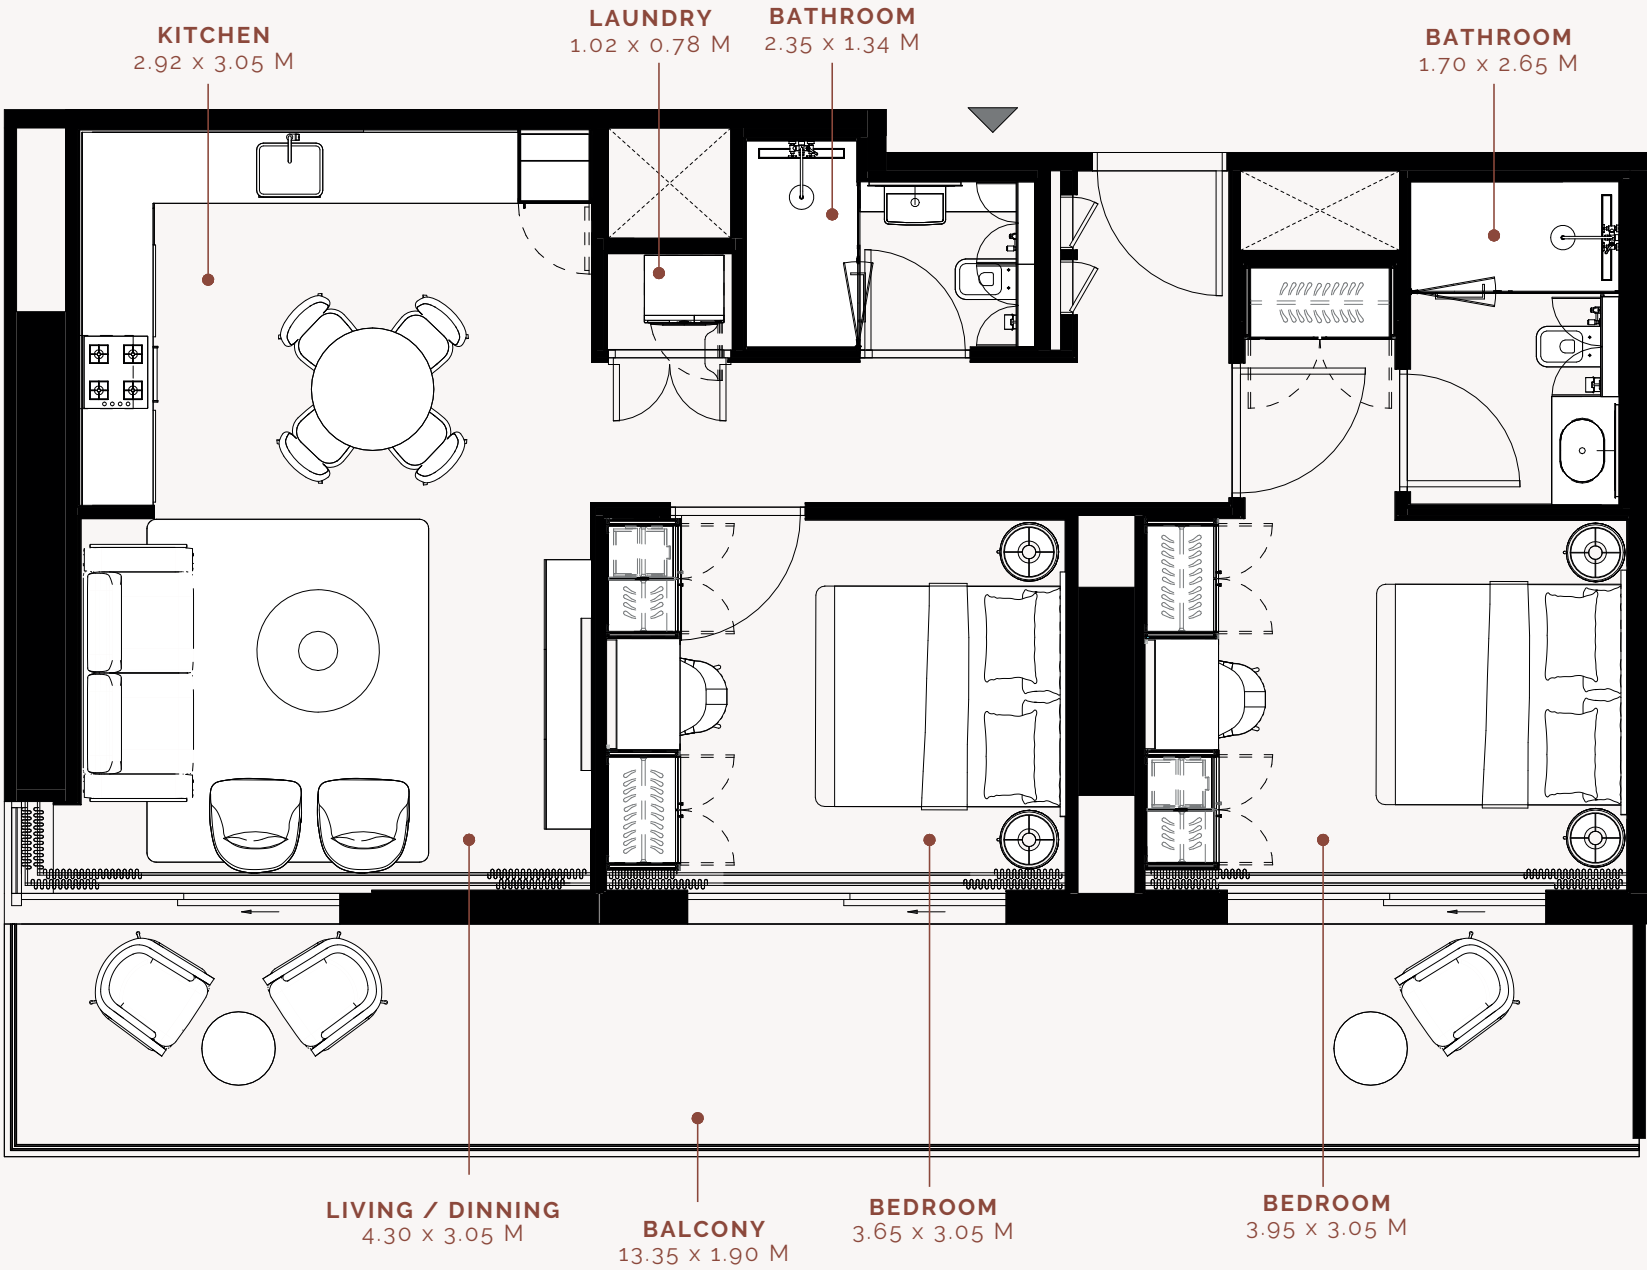 KITCHEN
2.92 x 3.05 M
LAUNDRY
1.02 x 0.78 M
BATHROOM
2.35 x 1.34 M
BATHROOM
1.70 x 2.65 M
LIVING / DINNING
4.30 x 3.05 M
BALCONY
13.35 x 1.90 M
BEDROOM
3.65 x 3.05 M
BEDROOM
3.95 x 3.05 M